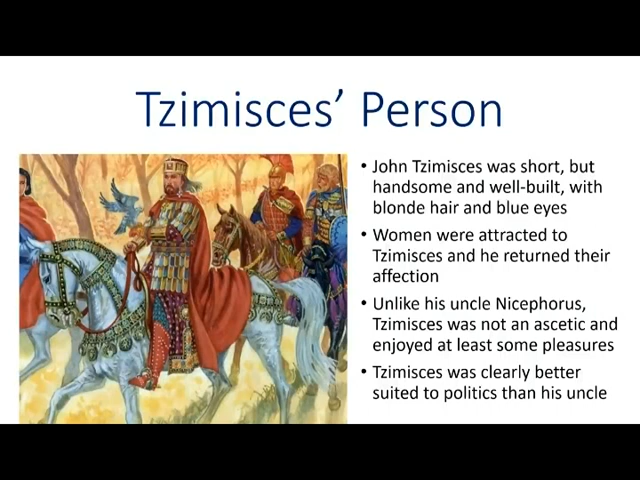 Tzimisces’ Person
• John Tzimisces was short, but
handsome and well-built, with
blonde hair and blue eyes
• Women were attracted to
Tzimisces and he returned their
affection
• Unlike his uncle Nicephorus,
Tzimisces was not an ascetic and
enjoyed at least some pleasures
• Tzimisces was clearly better
suited to politics than his uncle